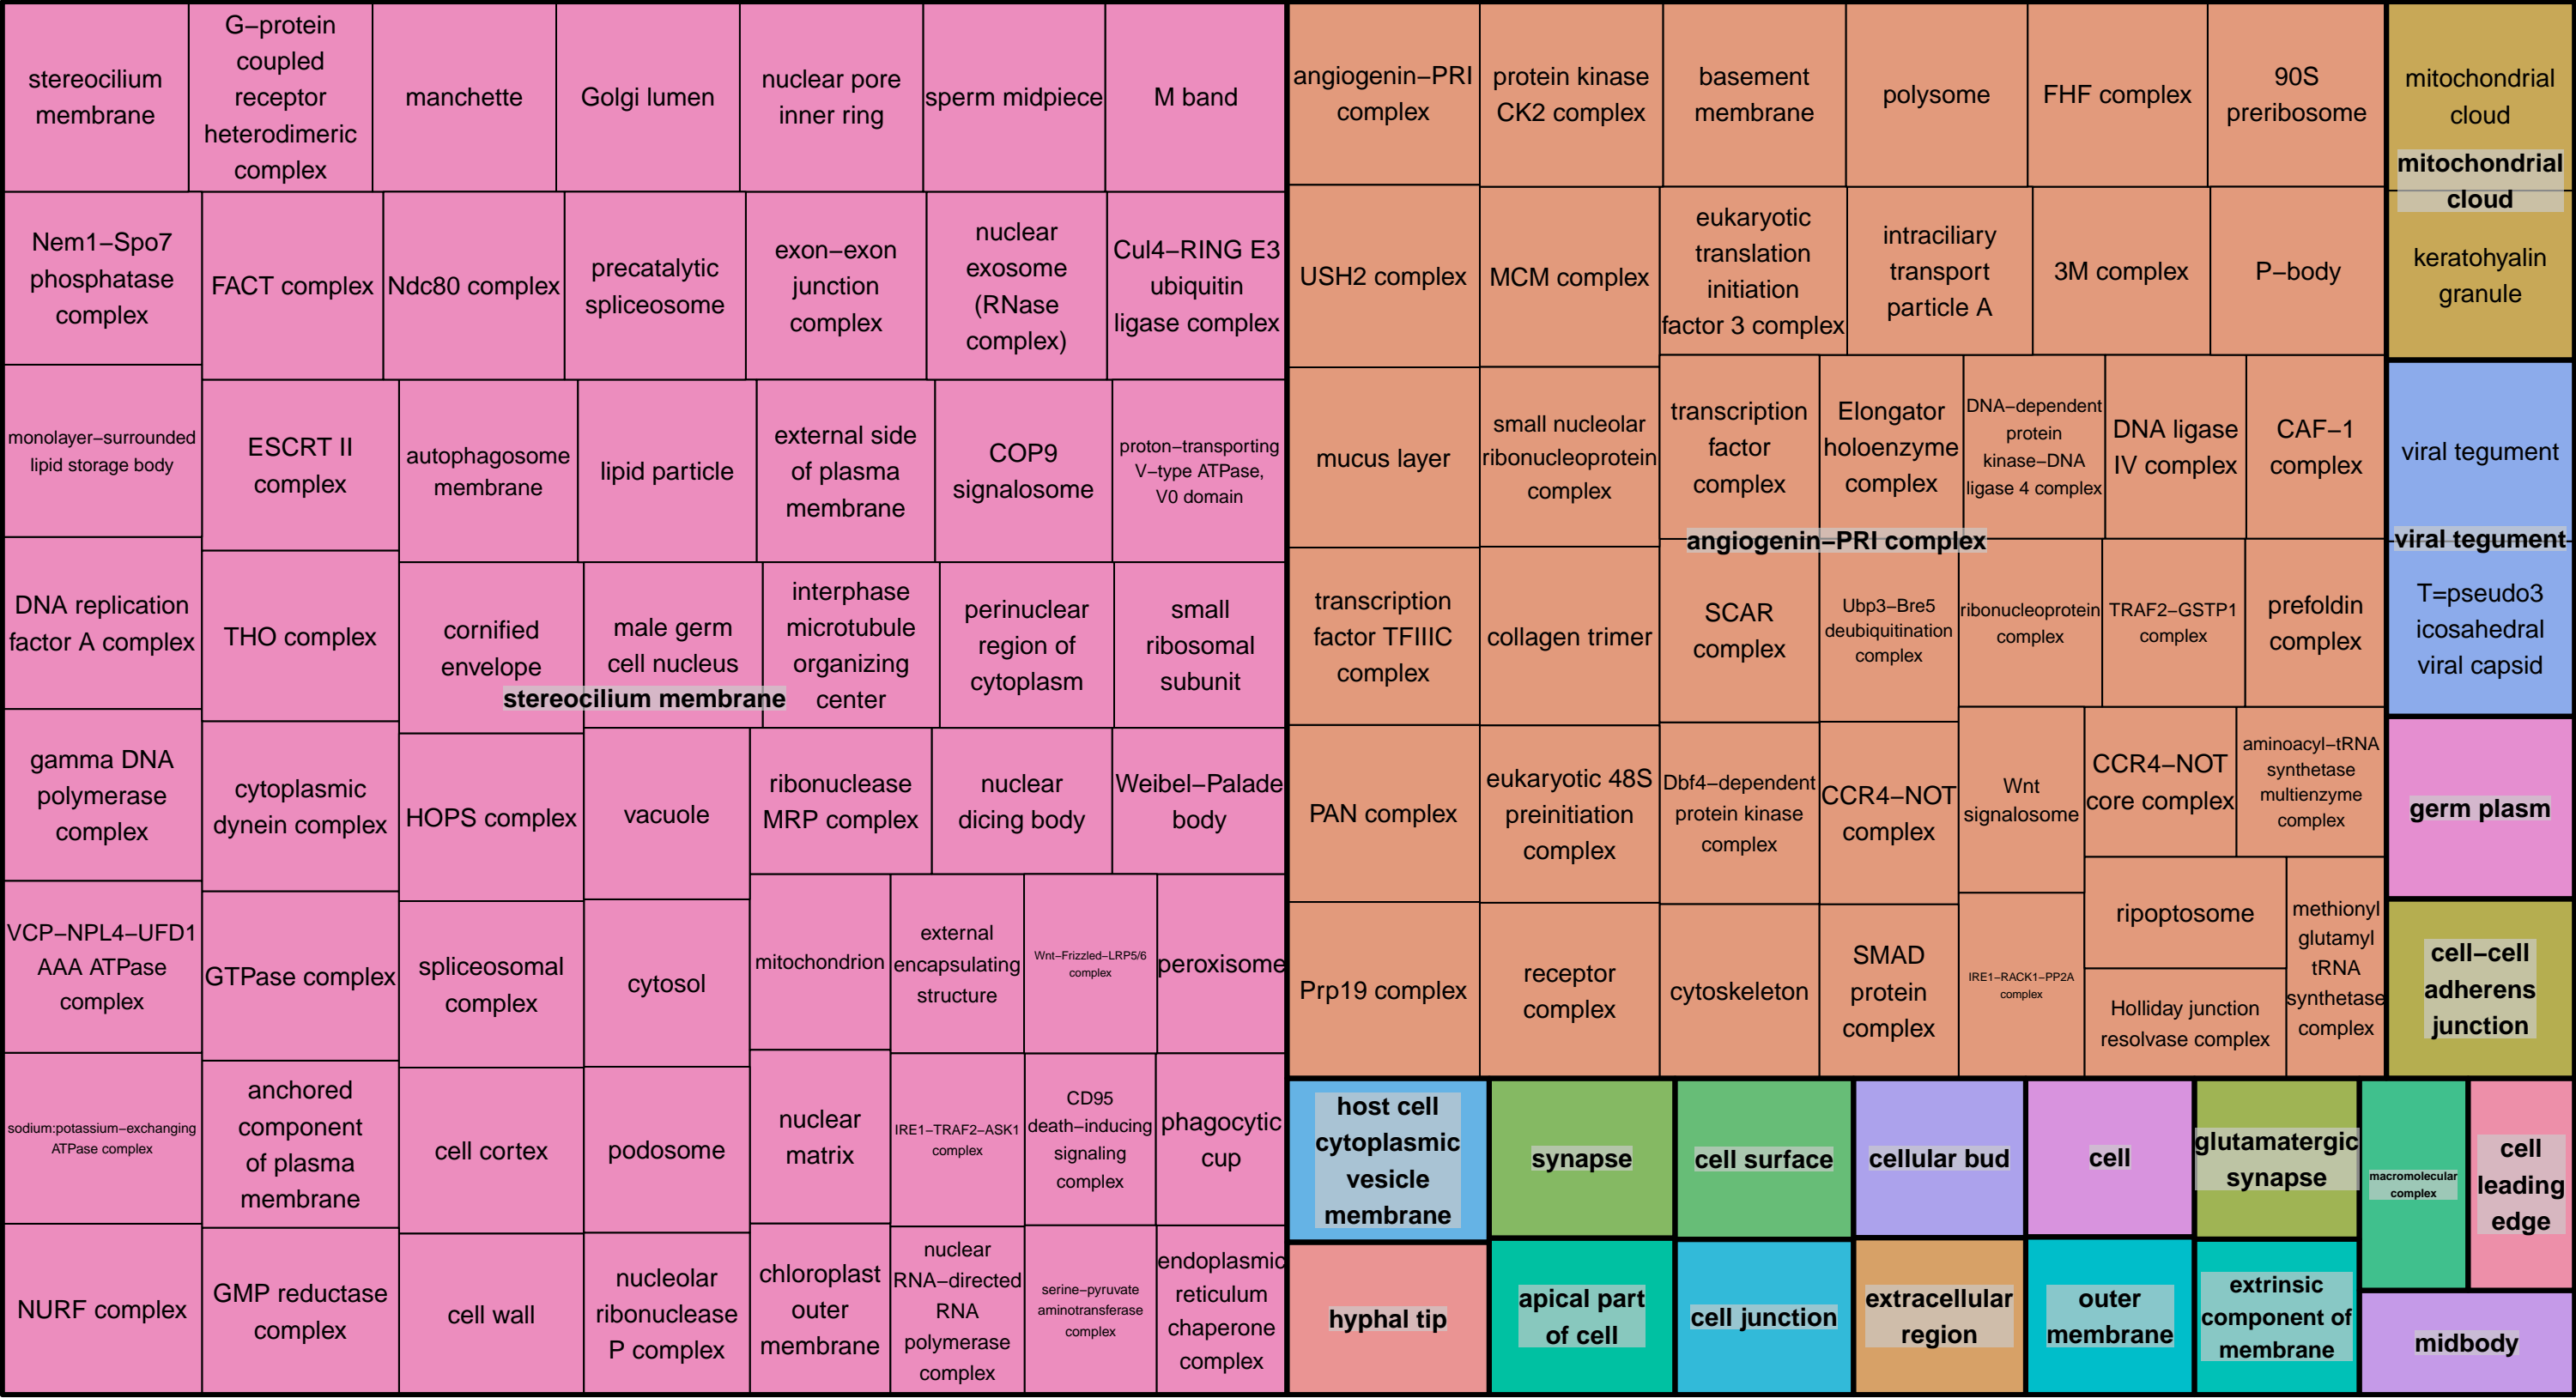 stereocilium
membrane
G−protein
coupled
receptor
heterodimeric
complex
manchette
Golgi lumen
nuclear pore
inner ring
sperm midpiece
M band
Nem1−Spo7
phosphatase
complex
FACT complex
Ndc80 complex
precatalytic
spliceosome
exon−exon
junction
complex
nuclear
exosome
(RNase
complex)
Cul4−RING E3
ubiquitin
ligase complex
monolayer−surrounded
lipid storage body
ESCRT II
complex
autophagosome
membrane
lipid particle
external side
of plasma
membrane
COP9
signalosome
proton−transporting
V−type ATPase,
V0 domain
DNA replication
factor A complex
THO complex
cornified
envelope
male germ
cell nucleus
interphase
microtubule
organizing
center
perinuclear
region of
cytoplasm
small
ribosomal
subunit
stereocilium membrane
gamma DNA
polymerase
complex
cytoplasmic
dynein complex
HOPS complex
vacuole
ribonuclease
MRP complex
nuclear
dicing body
Weibel−Palade
body
VCP−NPL4−UFD1
AAA ATPase
complex
GTPase complex
spliceosomal
complex
cytosol
mitochondrion
external
encapsulating
structure
Wnt−Frizzled−LRP5/6
complex
peroxisome
sodium:potassium−exchanging
ATPase complex
anchored
component
of plasma
membrane
cell cortex
podosome
nuclear
matrix
IRE1−TRAF2−ASK1
complex
CD95
death−inducing
signaling
complex
phagocytic
cup
NURF complex
GMP reductase
complex
cell wall
nucleolar
ribonuclease
P complex
chloroplast
outer
membrane
nuclear
RNA−directed
RNA
polymerase
complex
serine−pyruvate
aminotransferase
complex
endoplasmic
reticulum
chaperone
complex
angiogenin−PRI
complex
protein kinase
CK2 complex
basement
membrane
polysome
FHF complex
90S
preribosome
USH2 complex
MCM complex
eukaryotic
translation
initiation
factor 3 complex
intraciliary
transport
particle A
3M complex
P−body
mucus layer
small nucleolar
ribonucleoprotein
complex
transcription
factor
complex
Elongator
holoenzyme
complex
DNA−dependent
protein
kinase−DNA
ligase 4 complex
DNA ligase
IV complex
CAF−1
complex
angiogenin−PRI complex
transcription
factor TFIIIC
complex
collagen trimer
SCAR
complex
Ubp3−Bre5
deubiquitination
complex
ribonucleoprotein
complex
TRAF2−GSTP1
complex
prefoldin
complex
PAN complex
eukaryotic 48S
preinitiation
complex
Dbf4−dependent
protein kinase
complex
CCR4−NOT
complex
Wnt
signalosome
CCR4−NOT
core complex
aminoacyl−tRNA
synthetase
multienzyme
complex
Prp19 complex
receptor
complex
cytoskeleton
SMAD
protein
complex
IRE1−RACK1−PP2A
complex
ripoptosome
Holliday junction
resolvase complex
methionyl
glutamyl
tRNA
synthetase
complex
mitochondrial
cloud
mitochondrial
cloud
keratohyalin
granule
viral tegument
viral tegument
T=pseudo3
icosahedral
viral capsid
germ plasm
cell−cell
adherens
junction
host cell
cytoplasmic
vesicle
membrane
synapse
cell surface
cellular bud
cell
glutamatergic
synapse
macromolecular
complex
cell
leading
edge
hyphal tip
apical part
of cell
cell junction
extracellular
region
outer
membrane
extrinsic
component of
membrane
midbody